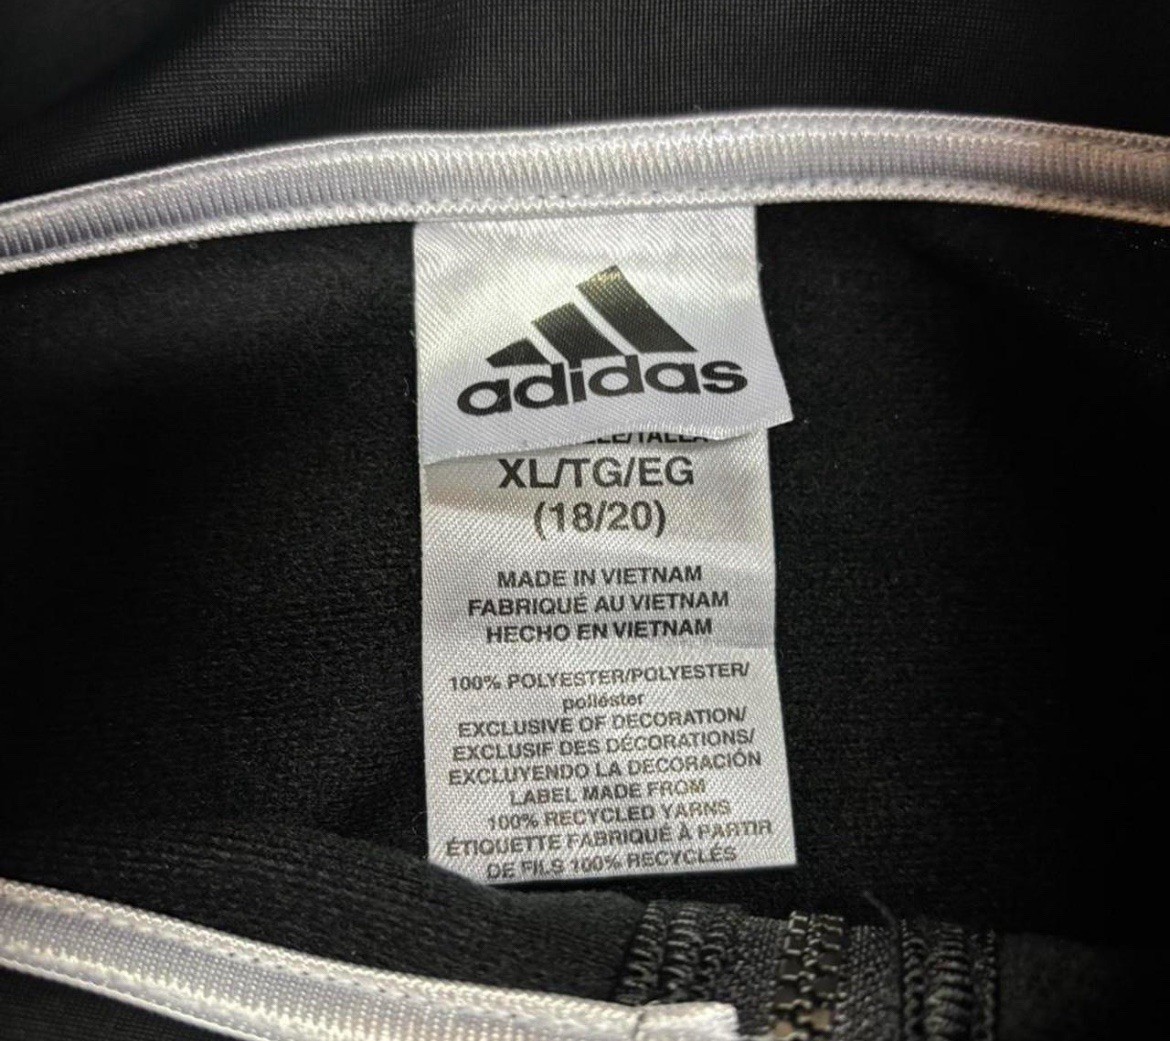 adidas
XL/TG/EG
(18/20)
MADE IN VIETNAM
FABRIQUÉ AU VIETNAM
HECHO EN VIETNAM
100% POLYESTER/POLYESTER/
poliéster
EXCLUSIVE OF DECORATION/
EXCLUSIF DES DÉCORATIONS/
EXCLUYENDO LA DECORACIÓN
LABEL MADE FROM
100% RECYCLED YARNS
ÉTIQUETTE FABRIQUÉ À PARTIR
DE FILS 100% RECYCLÉS